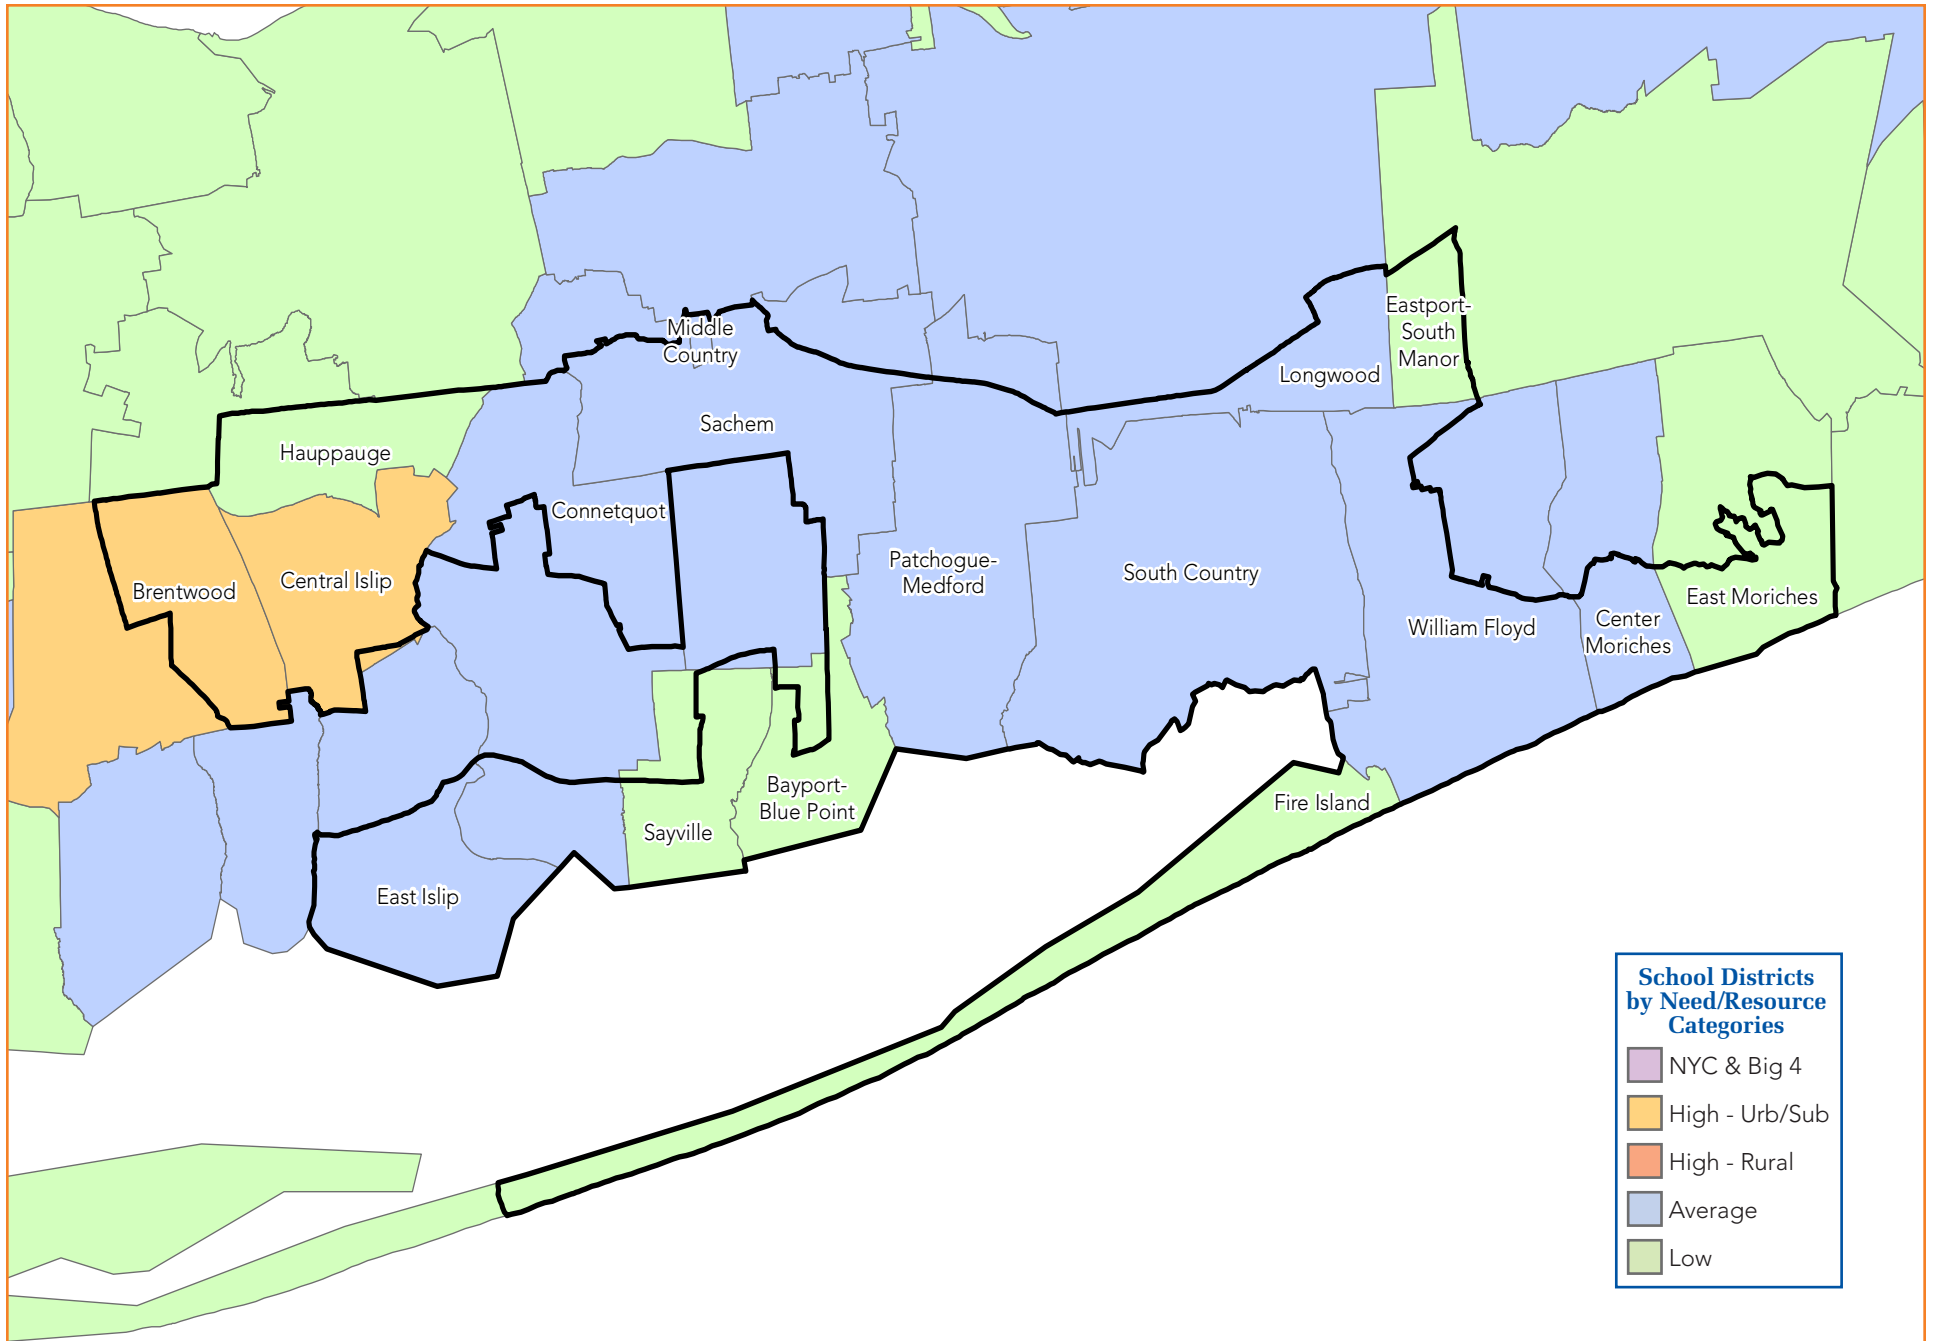 Eastport-
South
Manor
Middle
Country
Longwood
Sachem
Hauppauge
Connetquot
Patchogue-
Medford
South Country
Central Islip
Brentwood
East Moriches
Center
Moriches
William Floyd
Bayport-
Blue Point
Fire Island
Sayville
East Islip
School Districts
by Need/Resource
Categories
NYC & Big 4
High - Urb/Sub
High - Rural
Average
Low